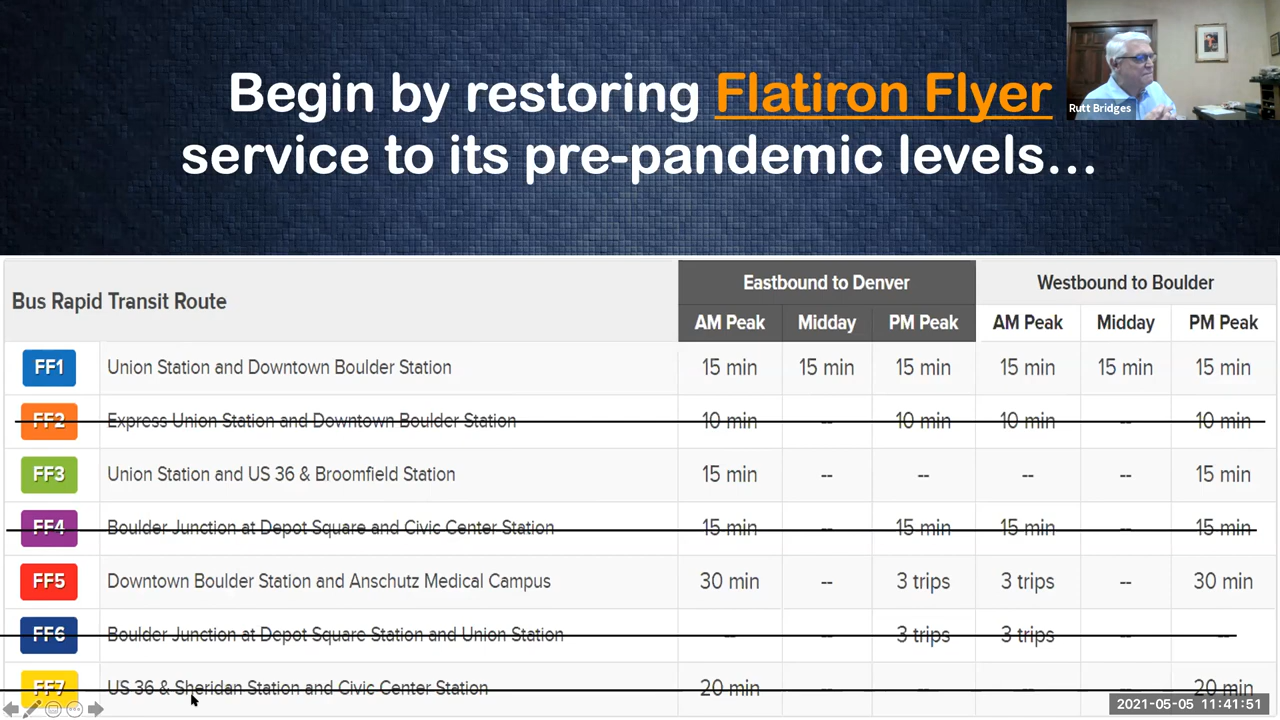 Begin by restoring Flatiron Flyer
service to its pre-pandemic levels...
Rutt Bridges
Bus Rapid Transit Route
Eastbound to Denver Westbound to Boulder
AM Peak Midday PM Peak AM Peak Midday PM Peak
FF1 Union Station and Downtown Boulder Station 15 min 15 min 15 min 15 min 15 min 15 min
FF2 Express Union Station and Downtown Boulder Station 10 min -- 10 min 10 min -- 10 min
FF3 Union Station and US 36 & Broomfield Station 15 min -- -- -- -- 15 min
FF4 Boulder Junction at Depot Square and Civic Center Station 15 min -- 15 min 15 min -- 15 min
FF5 Downtown Boulder Station and Anschutz Medical Campus 30 min -- 3 trips 3 trips -- 30 min
FF6 Boulder Junction at Depot Square Station and Union Station -- -- 3 trips 3 trips -- --
FF7 US 36 & Sheridan Station and Civic Center Station 20 min -- -- -- -- 20 min
2021-05-05 11:41:51